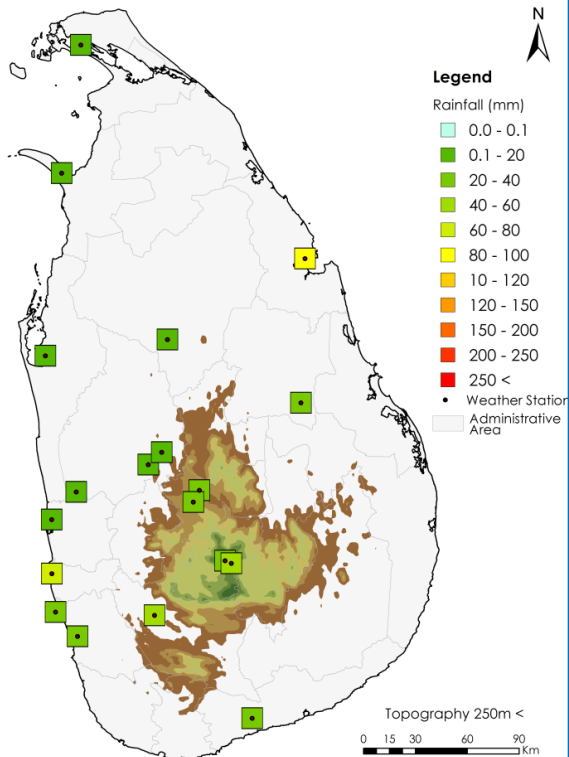 N
Legend
Rainfall (mm)
0.0 - 0.1
0.1 - 20
20 - 40
40 - 60
60 - 80
80 - 100
10 - 120
120 - 150
150 - 200
200 - 250
250 <
Weather Station
Administrative
Area
Topography 250m <
0 15 30 60 90
Km